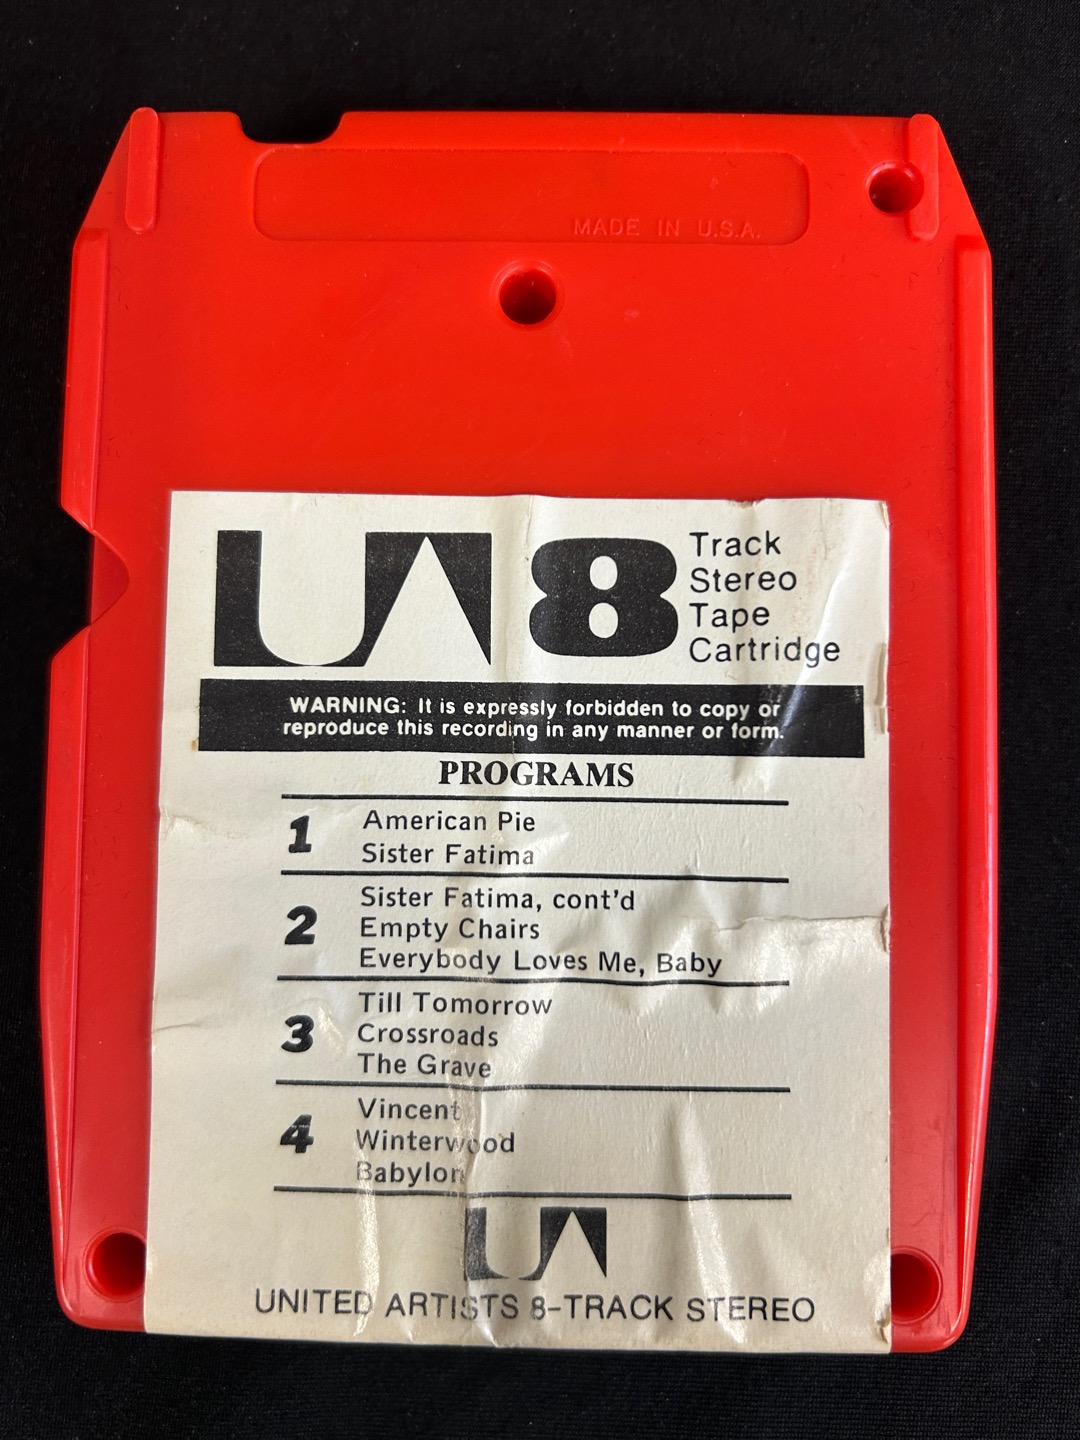 MADE IN U.S.A.
UA 8 Track
Stereo
Tape
Cartridge
WARNING: It is expressly forbidden to copy or
reproduce this recording in any manner or form.
PROGRAMS
1 American Pie
Sister Fatima
2 Sister Fatima, cont'd
Empty Chairs
Everybody Loves Me, Baby
3 Till Tomorrow
Crossroads
The Grave
4 Vincent
Winterwood
Babylon
UA
UNITED ARTISTS 8-TRACK STEREO